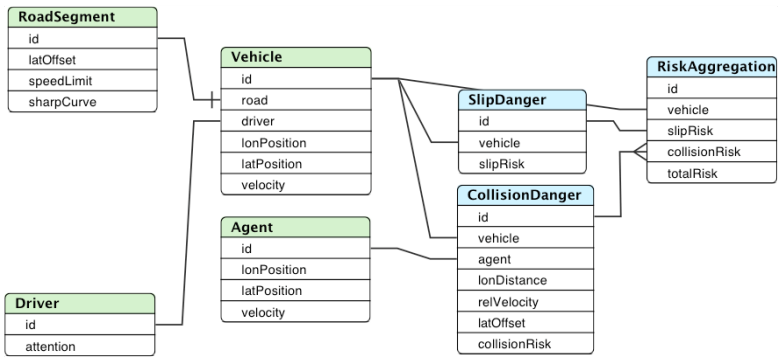 RoadSegment
id
latOffset
speedLimit
sharpCurve
Vehicle
id
road
driver
lonPosition
latPosition
velocity
SlipDanger
id
vehicle
slipRisk
RiskAggregation
id
vehicle
slipRisk
collisionRisk
totalRisk
Agent
id
lonPosition
latPosition
velocity
CollisionDanger
id
vehicle
agent
lonDistance
relVelocity
latOffset
collisionRisk
Driver
id
attention